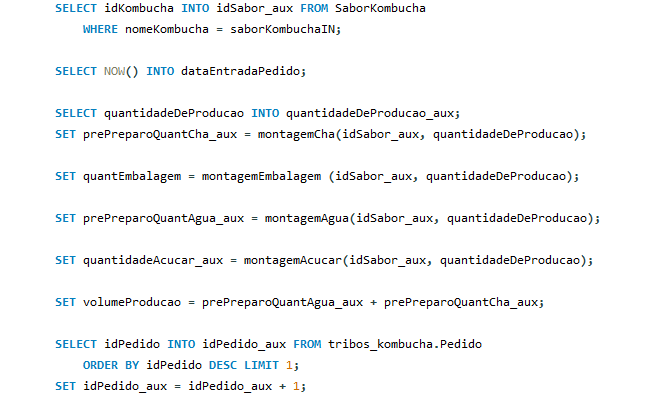 SELECT idKombucha INTO idSabor_aux FROM SaborKombucha
WHERE nomeKombucha = saborKombuchaIN;
SELECT NOW() INTO dataEntradaPedido;
SELECT quantidadeDeProducao INTO quantidadeDeProducao_aux;
SET prePreparoQuantCha_aux = montagemCha(idSabor_aux, quantidadeDeProducao);
SET quantEmbalagem = montagemEmbalagem (idSabor_aux, quantidadeDeProducao);
SET prePreparoQuantAgua_aux = montagemAgua(idSabor_aux, quantidadeDeProducao);
SET quantidadeAcucar_aux = montagemAcucar(idSabor_aux, quantidadeDeProducao);
SET volumeProducao = prePreparoQuantAgua_aux + prePreparoQuantCha_aux;
SELECT idPedido INTO idPedido_aux FROM tribos_kombucha.Pedido
ORDER BY idPedido DESC LIMIT 1;
SET idPedido_aux = idPedido_aux + 1;